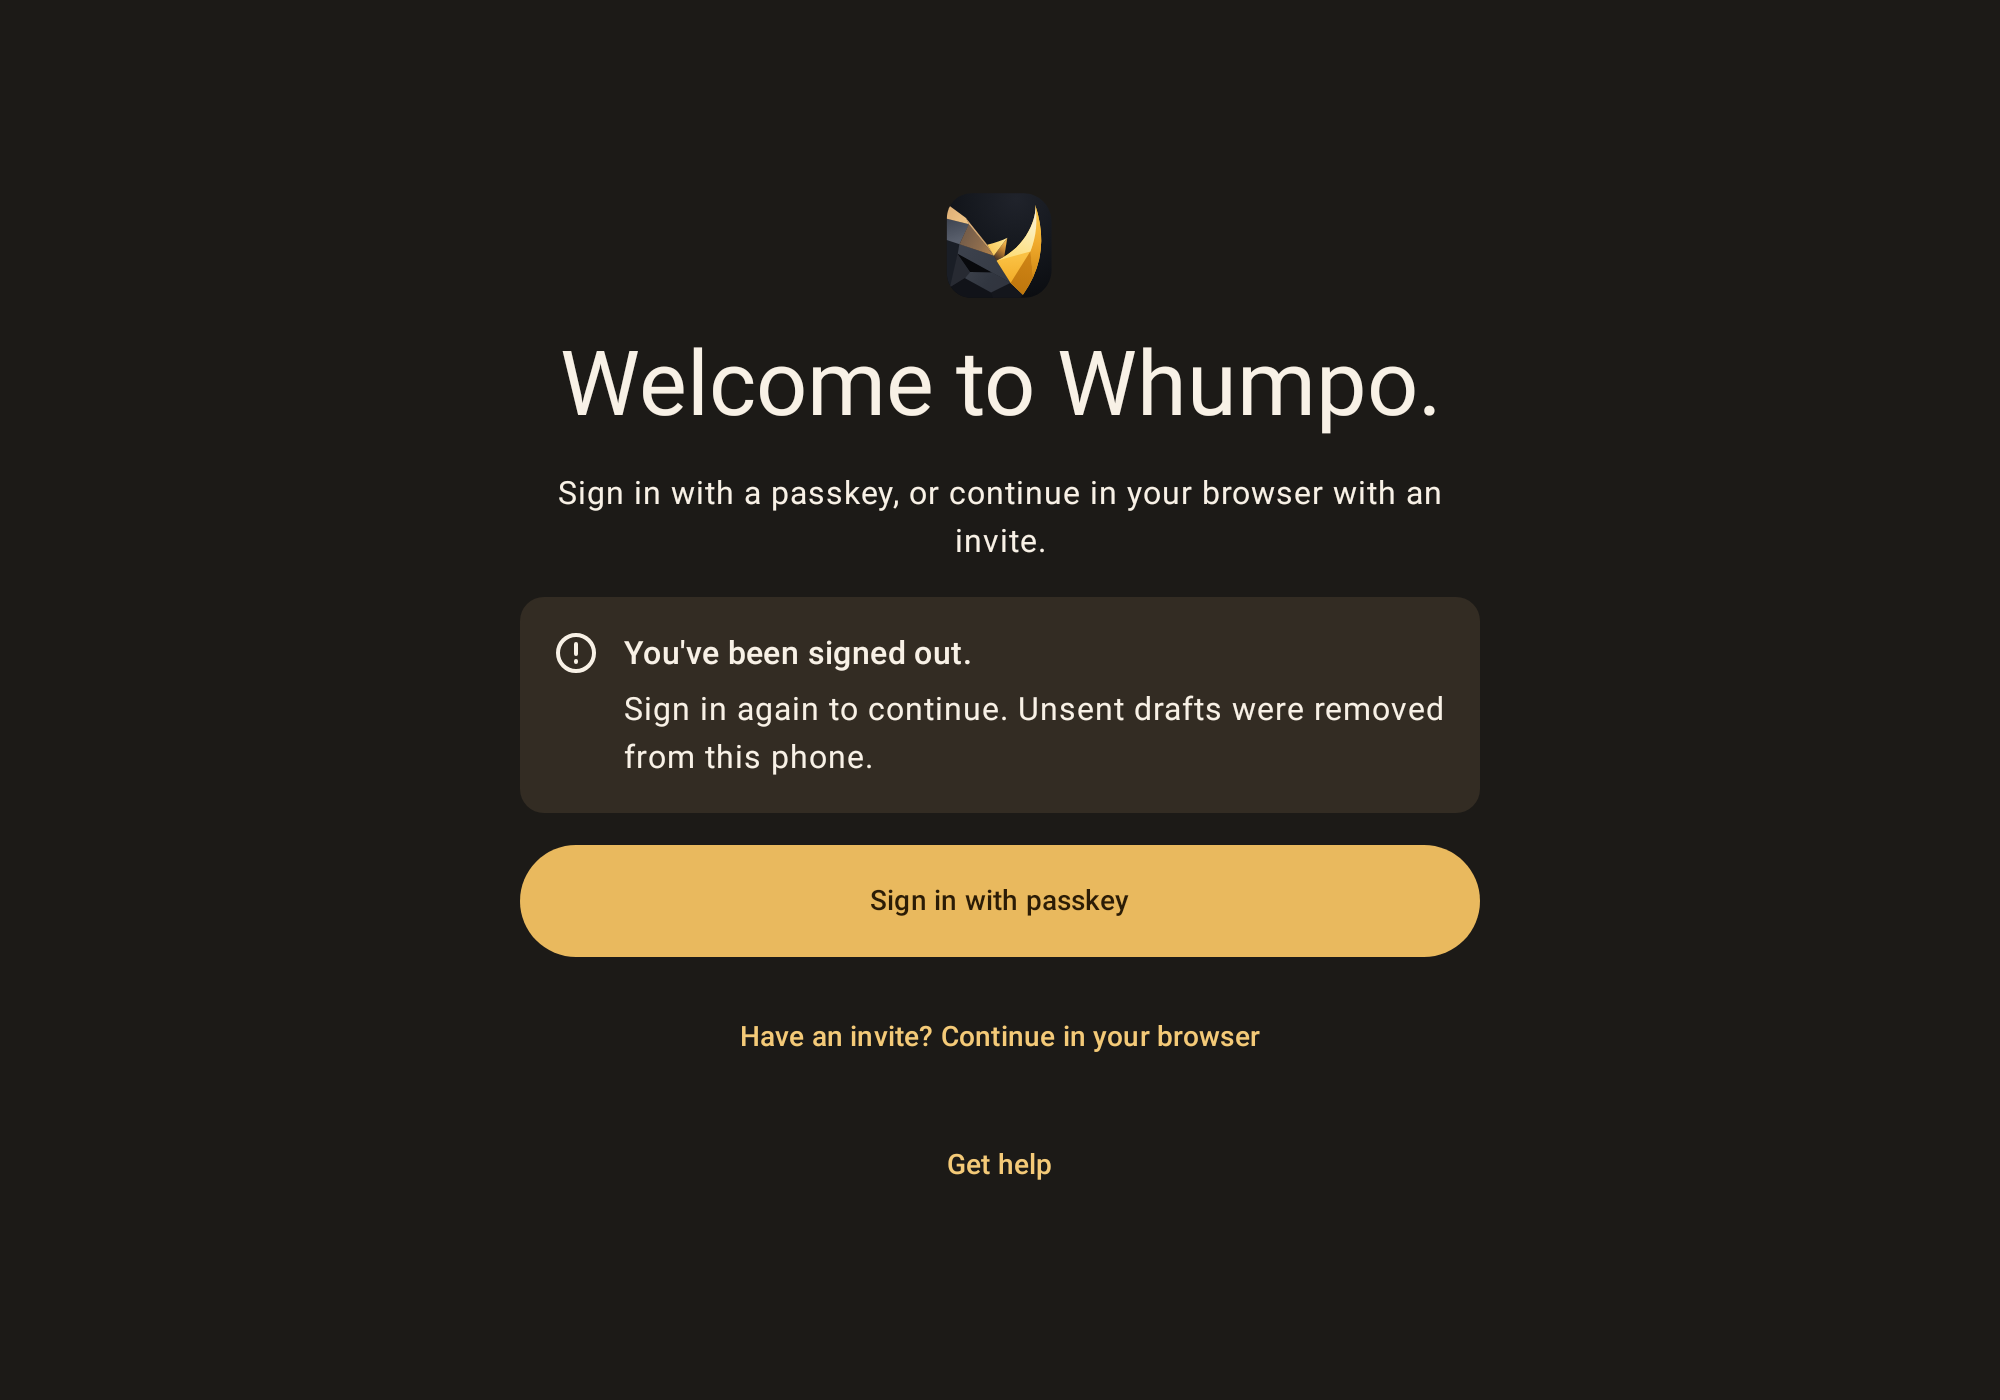 Welcome to Whumpo.
Sign in with a passkey, or continue in your browser with an
invite.
You've been signed out.
Sign in again to continue. Unsent drafts were removed
from this phone.
Sign in with passkey
Have an invite? Continue in your browser
Get help